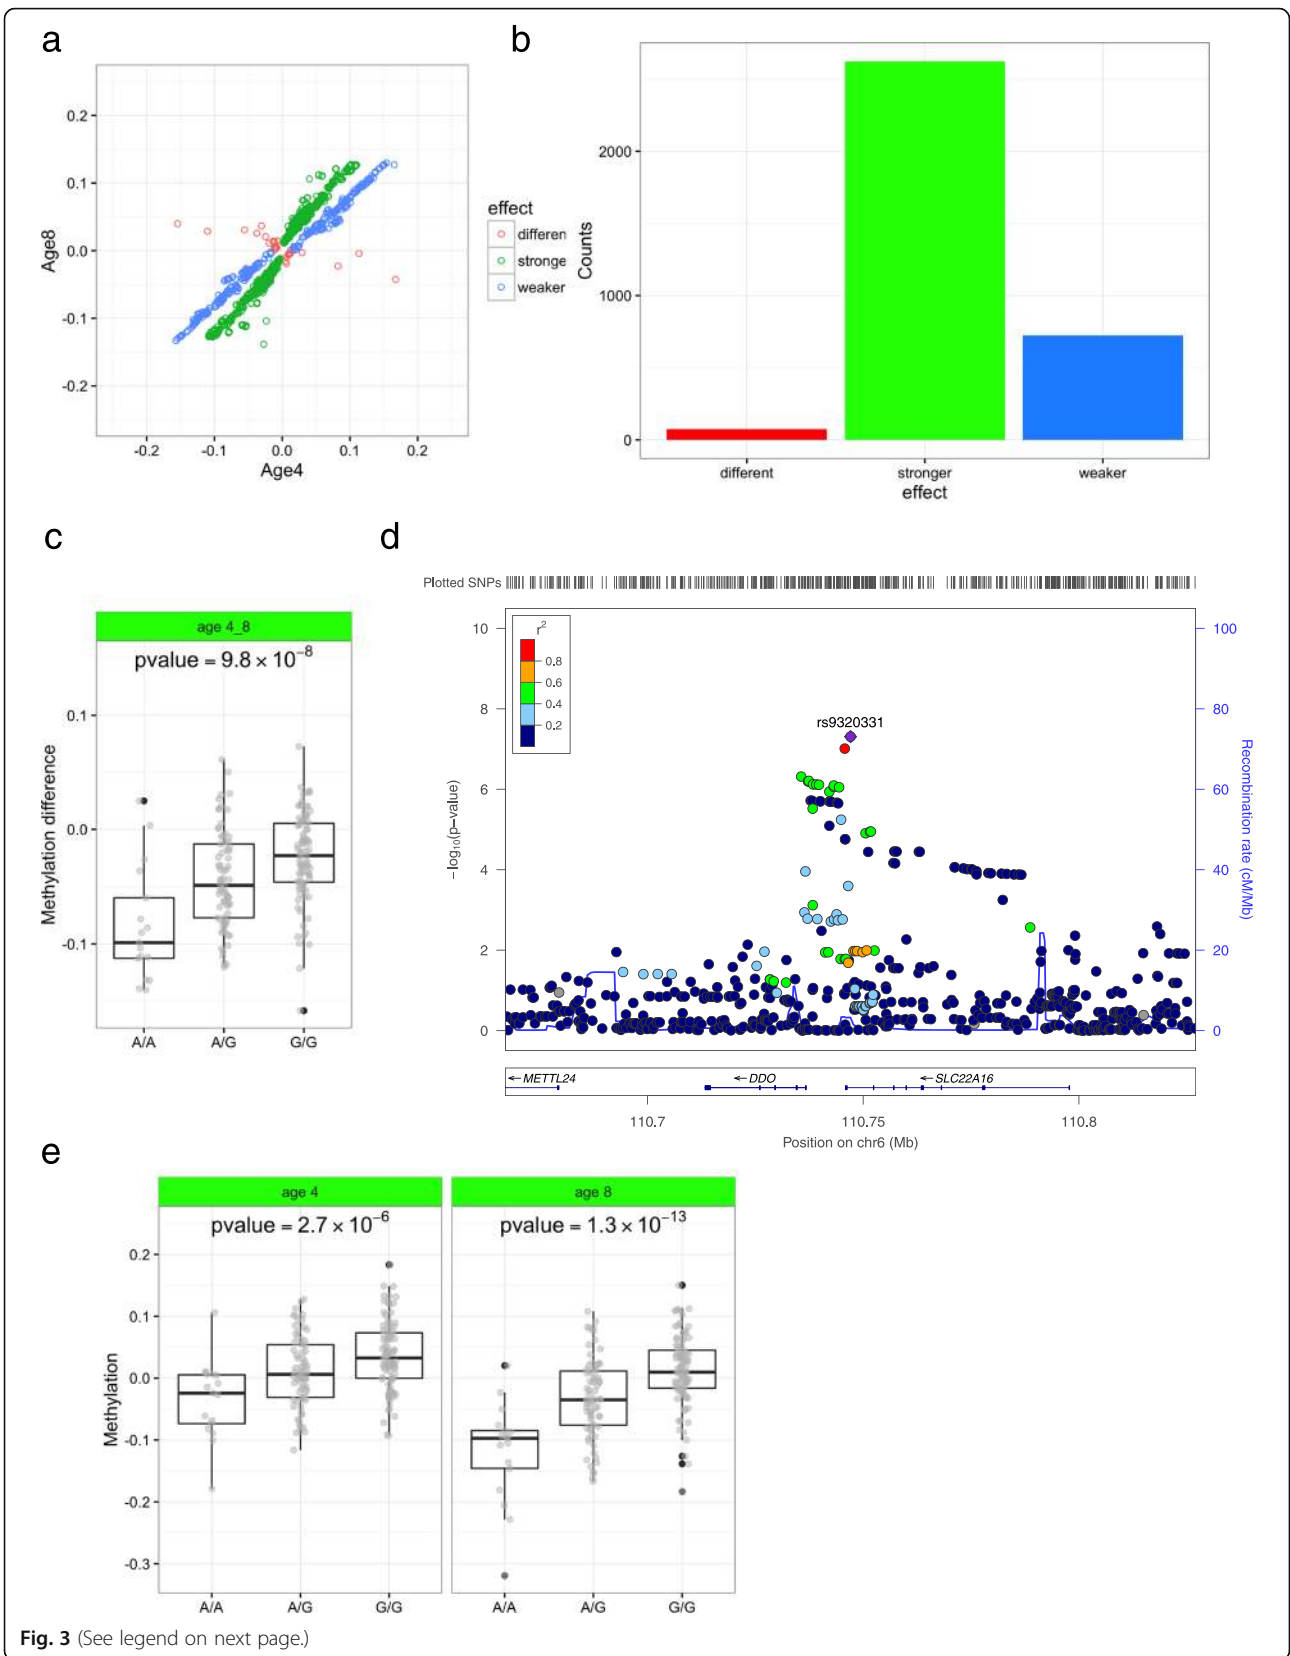 a
0.2
0.1
0.0
-0.1
-0.2
Age8
-0.2 -0.1 0.0 0.1 0.2
Age4
effect
differen
stronge
weaker
b
2000
1000
0
Counts
different stronger weaker
effect
c
age 4_8
pvalue = 9.8 × 10⁻⁸
0.1
0.0
-0.1
Methylation difference
A/A A/G G/G
d
Plotted SNPs
10
8
6
4
2
0
−log₁₀(p−value)
r²
0.8
0.6
0.4
0.2
rs9320331
100
80
60
40
20
0
Recombination rate (cM/Mb)
←METTL24 ←DDO ←SLC22A16
110.7 110.75 110.8
Position on chr6 (Mb)
e
age 4
pvalue = 2.7 × 10⁻⁶
age 8
pvalue = 1.3 × 10⁻¹³
0.2
0.1
0.0
-0.1
-0.2
-0.3
Methylation
A/A A/G G/G
A/A A/G G/G
Fig. 3 (See legend on next page.)